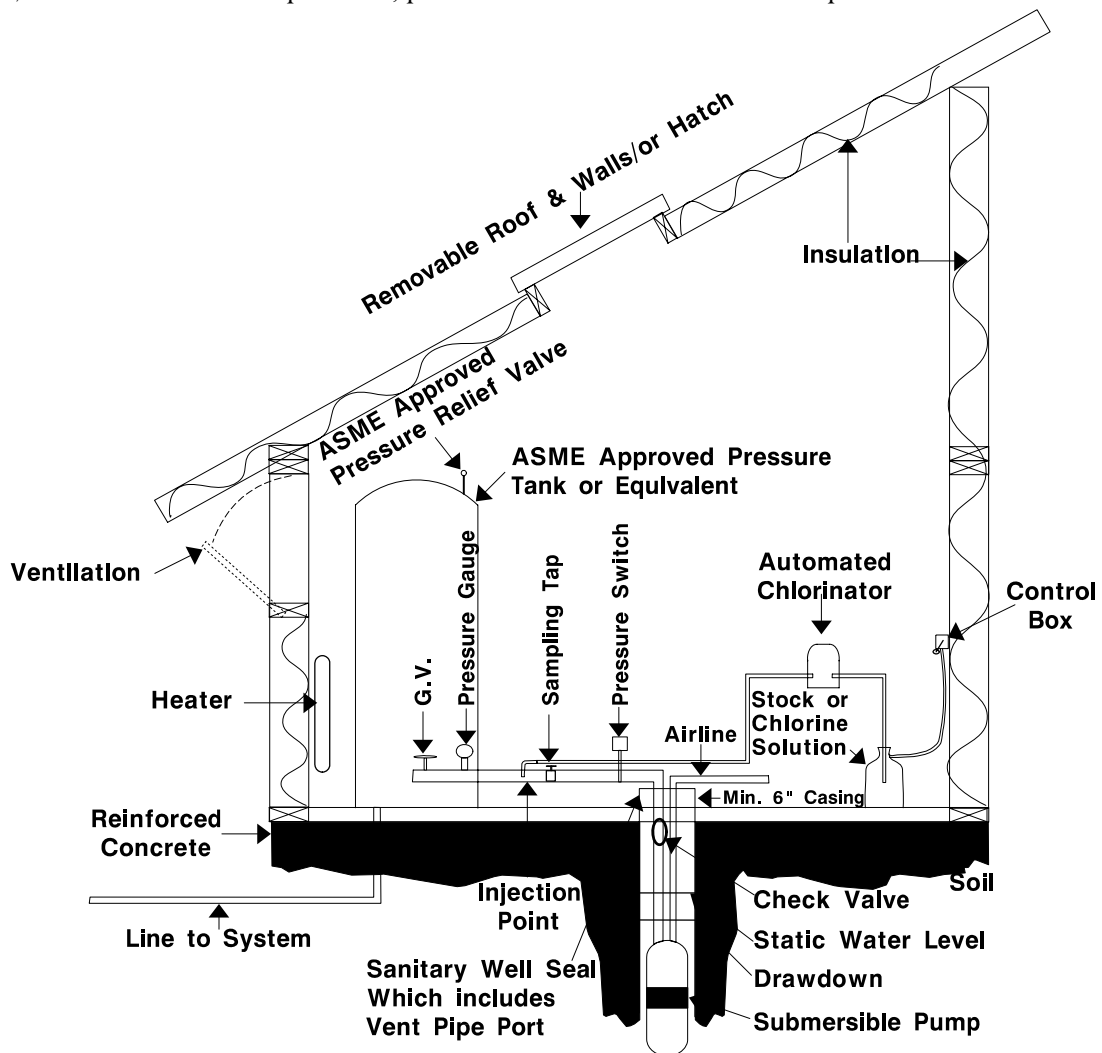 Removable Roof & Walls/or Hatch
Insulation
ASME Approved
Pressure Relief Valve
ASME Approved Pressure
Tank or Equivalent
Ventilation
Pressure Gauge
Sampling Tap
Pressure Switch
Automated
Chlorinator
Control
Box
Heater
G.V.
Stock or
Chlorine
Solution
Airline
Min. 6" Casing
Reinforced
Concrete
Soil
Injection
Point
Check Valve
Line to System
Static Water Level
Sanitary Well Seal
Which includes
Vent Pipe Port
Drawdown
Submersible Pump